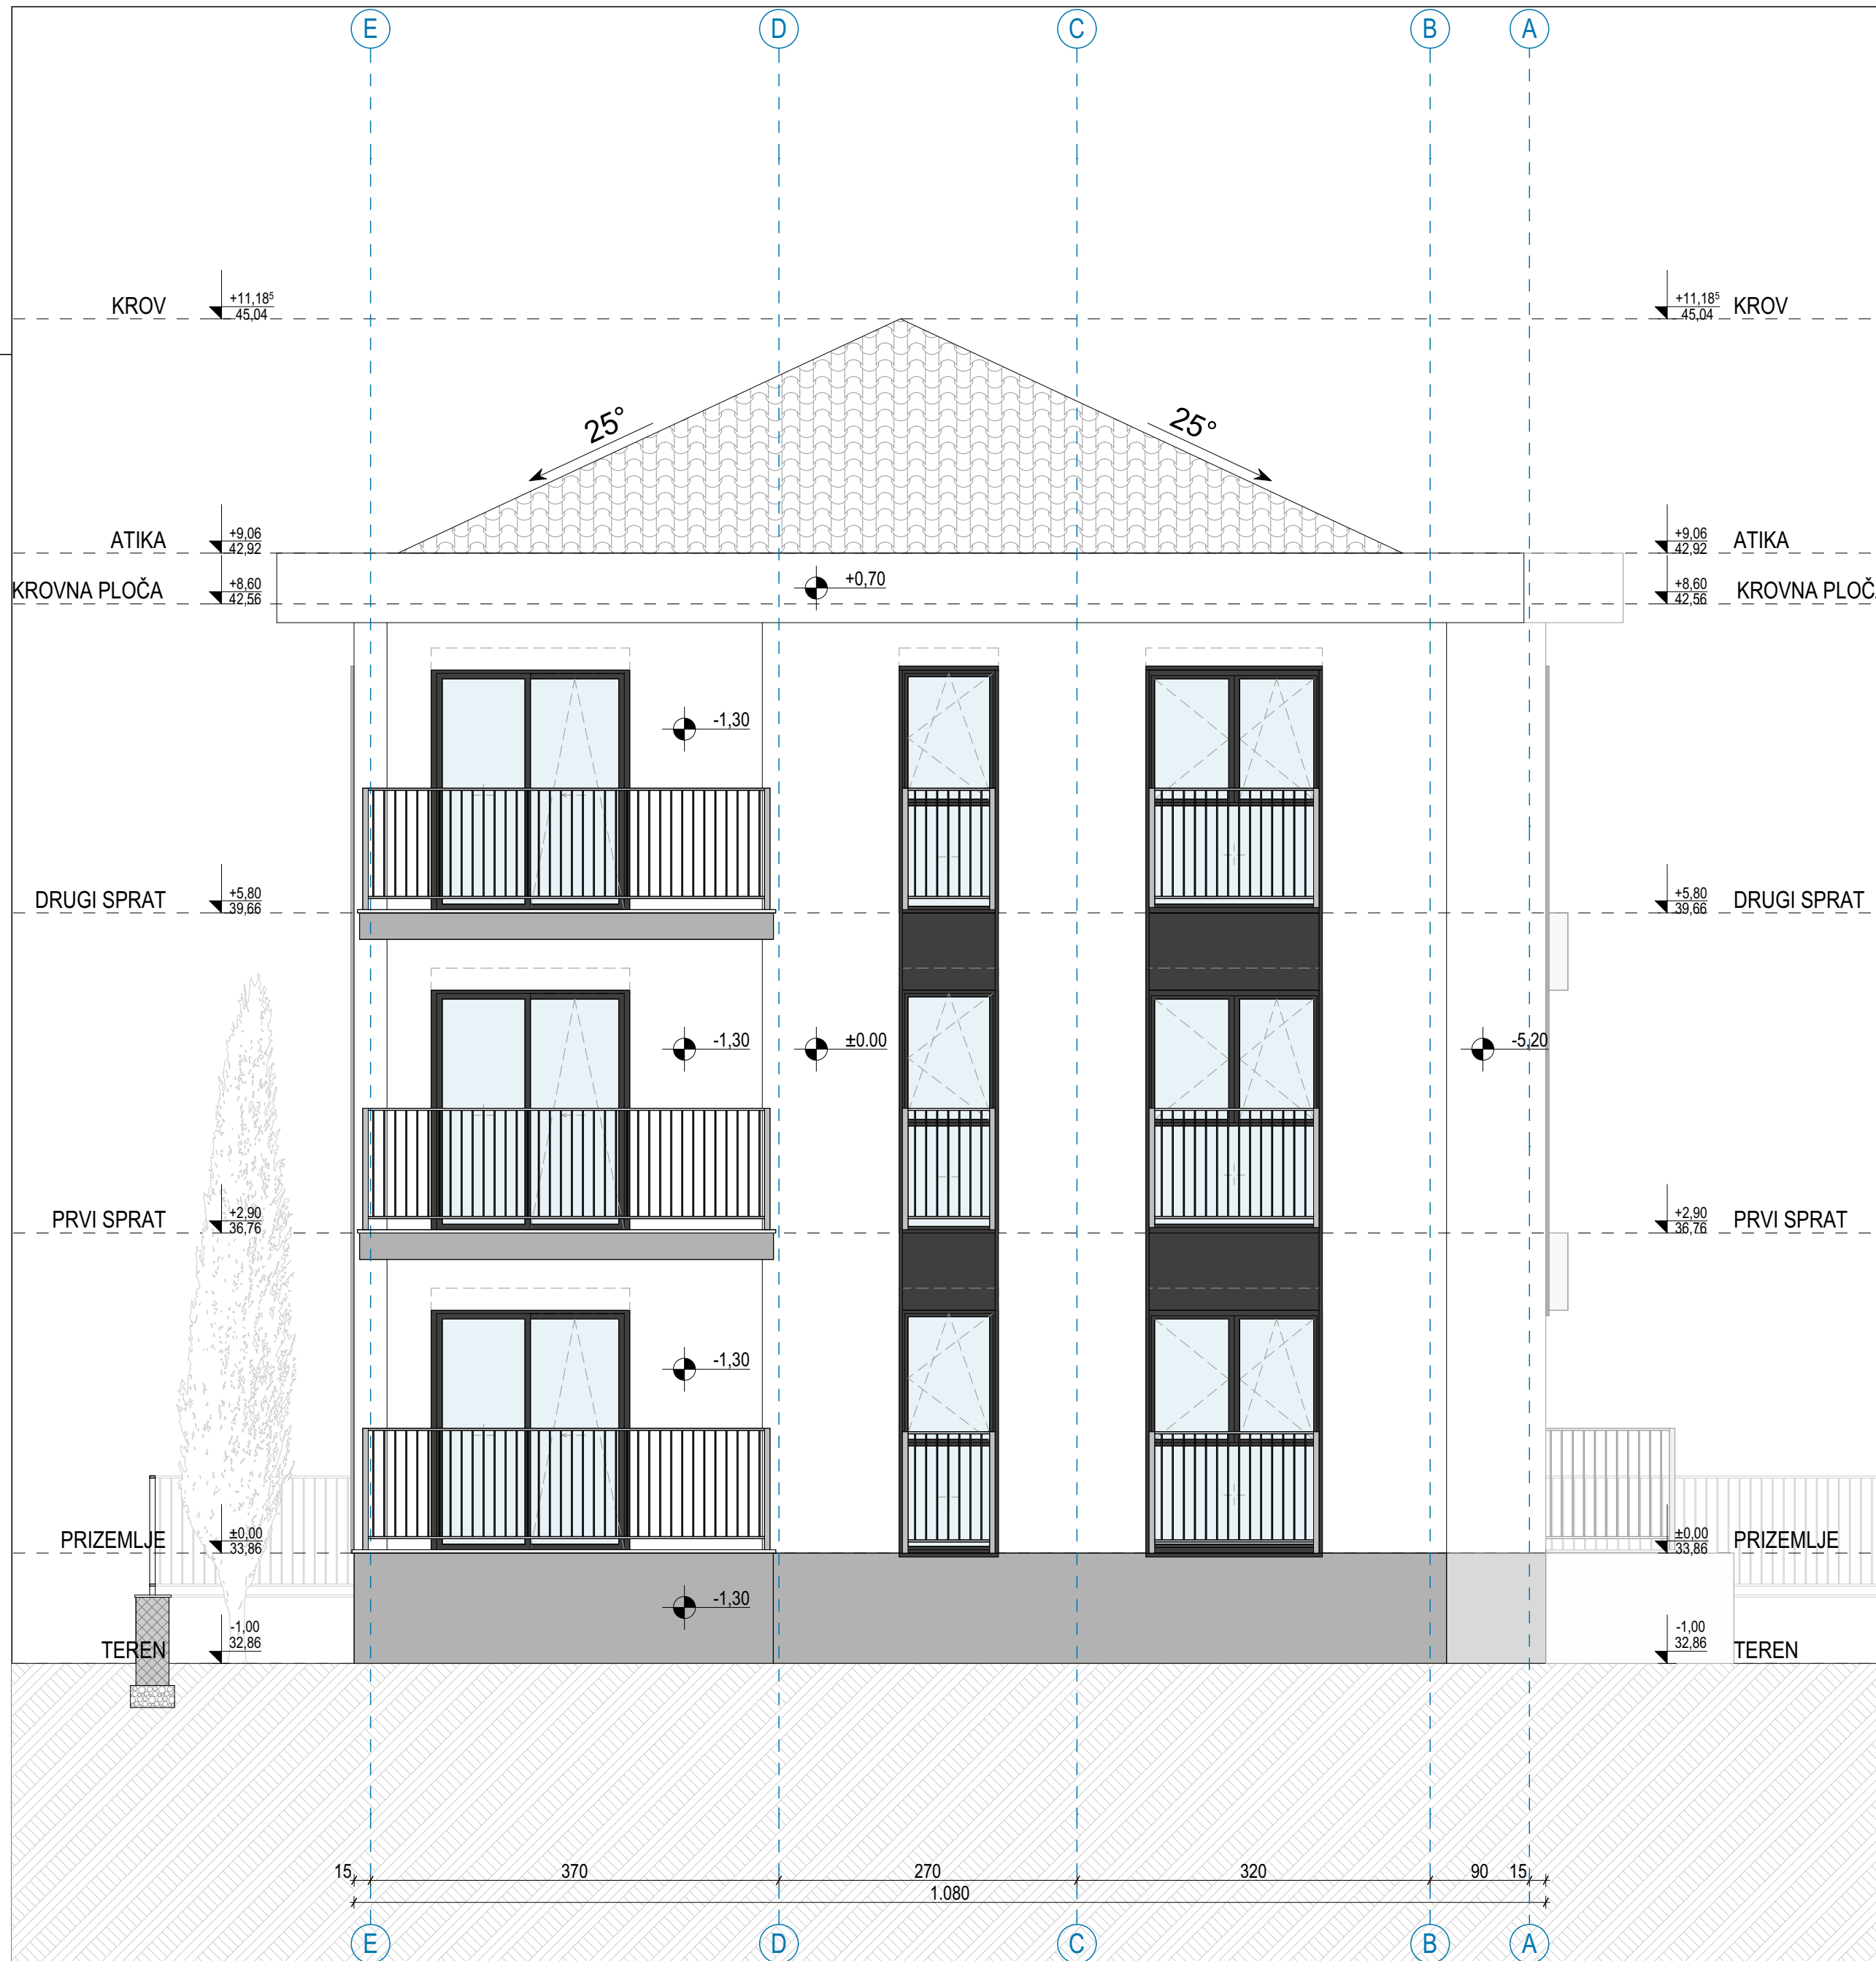 E D C B A
KROV +11,18⁵ +11,18⁵ KROV
45,04 45,04
25° 25°
ATIKA +9,06 +9,06 ATIKA
42,92 42,92
+0,70
KROVNA PLOČA +8,60 +8,60 KROVNA PLOČ
42,56 42,56
-1,30
DRUGI SPRAT +5,80 +5,80 DRUGI SPRAT
39,66 39,66
-1,30 ±0.00 -5,20
PRVI SPRAT +2,90 +2,90 PRVI SPRAT
36,76 36,76
-1,30
PRIZEMLJE ±0,00 ±0,00 PRIZEMLJE
33,86 33,86
-1,30
-1,00 -1,00
32,86 32,86
TEREN TEREN
15 370 270 320 90 15
1.080
E D C B A